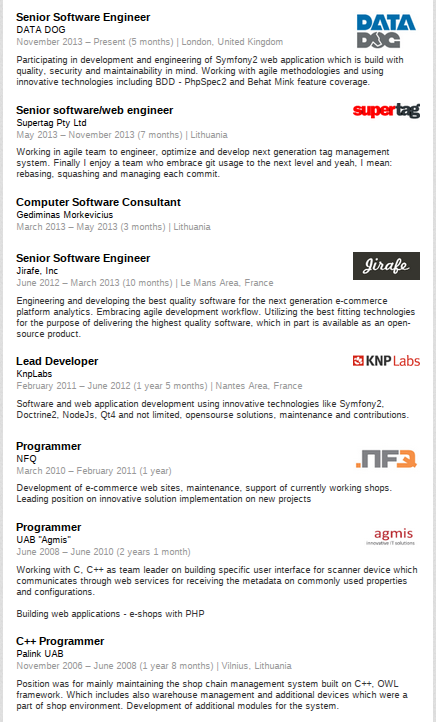 Senior Software Engineer
DATA DOG
DATA DOG
November 2013 – Present (5 months) | London, United Kingdom
Participating in development and engineering of Symfony2 web application which is build with
quality, security and maintainability in mind. Working with agile methodologies and using
innovative technologies including BDD - PhpSpec2 and Behat Mink feature coverage.
Senior software/web engineer
supertag
Supertag Pty Ltd
May 2013 – November 2013 (7 months) | Lithuania
Working in agile team to engineer, optimize and develop next generation tag management
system. Finally I enjoy a team who embrace git usage to the next level and yeah, I mean:
rebasing, squashing and managing each commit.
Computer Software Consultant
Gediminas Morkevicius
March 2013 – May 2013 (3 months) | Lithuania
Senior Software Engineer
Jirafe
Jirafe, Inc
June 2012 – March 2013 (10 months) | Le Mans Area, France
Engineering and developing the best quality software for the next generation e-commerce
platform analytics. Embracing agile development workflow. Utilizing the best fitting technologies
for the purpose of delivering the highest quality software, which in part is available as an open-
source product.
Lead Developer
KNPLabs
KnpLabs
February 2011 – June 2012 (1 year 5 months) | Nantes Area, France
Software and web application development using innovative technologies like Symfony2,
Doctrine2, NodeJs, Qt4 and not limited, opensourse solutions, maintenance and contributions.
Programmer
.NFQ
NFQ
March 2010 – February 2011 (1 year)
Development of e-commerce web sites, maintenance, support of currently working shops.
Leading position on innovative solution implementation on new projects
Programmer
agmis
innovative IT solutions
UAB "Agmis"
June 2008 – June 2010 (2 years 1 month)
Working with C, C++ as team leader on building specific user interface for scanner device which
communicates through web services for receiving the metadata on commonly used properties
and configurations.
Building web applications - e-shops with PHP
C++ Programmer
Palink UAB
November 2006 – June 2008 (1 year 8 months) | Vilnius, Lithuania
Position was for mainly maintaining the shop chain management system built on C++, OWL
framework. Which includes also warehouse management and additional devices which were a
part of shop environment. Development of additional modules for the system.